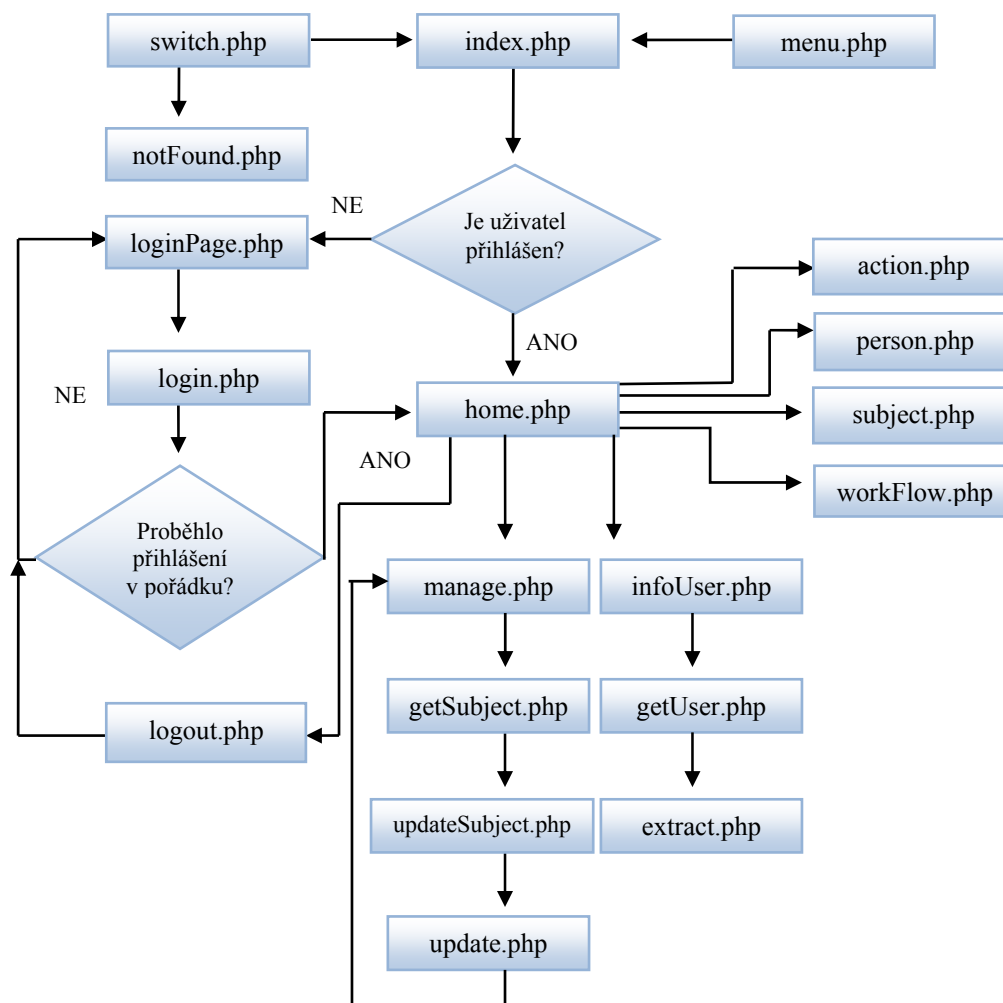 switch.php
index.php
menu.php
notFound.php
NE
Je uživatel
přihlášen?
loginPage.php
action.php
ANO
person.php
login.php
NE
home.php
subject.php
ANO
workFlow.php
Proběhlo
přihlášení
v pořádku?
manage.php
infoUser.php
getSubject.php
getUser.php
logout.php
updateSubject.php
extract.php
update.php